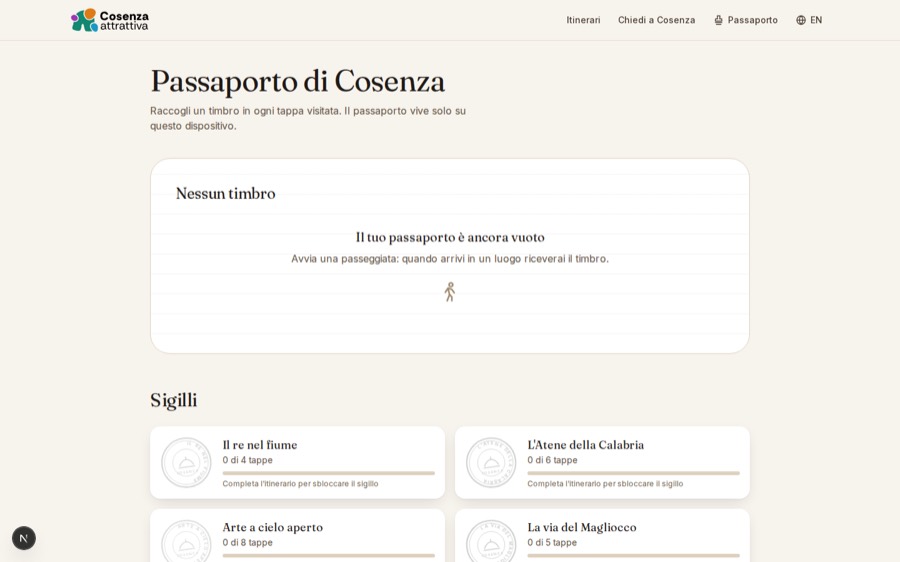 Cosenza
attrattiva
Itinerari
Chiedi a Cosenza
Passaporto
EN
Passaporto di Cosenza
Raccogli un timbro in ogni tappa visitata. Il passaporto vive solo su
questo dispositivo.
Nessun timbro
Il tuo passaporto è ancora vuoto
Avvia una passeggiata: quando arrivi in un luogo riceverai il timbro.
Sigilli
Il re nel fiume
0 di 4 tappe
Completa l'itinerario per sbloccare il sigillo
L'Atene della Calabria
0 di 6 tappe
Completa l'itinerario per sbloccare il sigillo
Arte a cielo aperto
0 di 8 tappe
La via del Magliocco
0 di 5 tappe
N